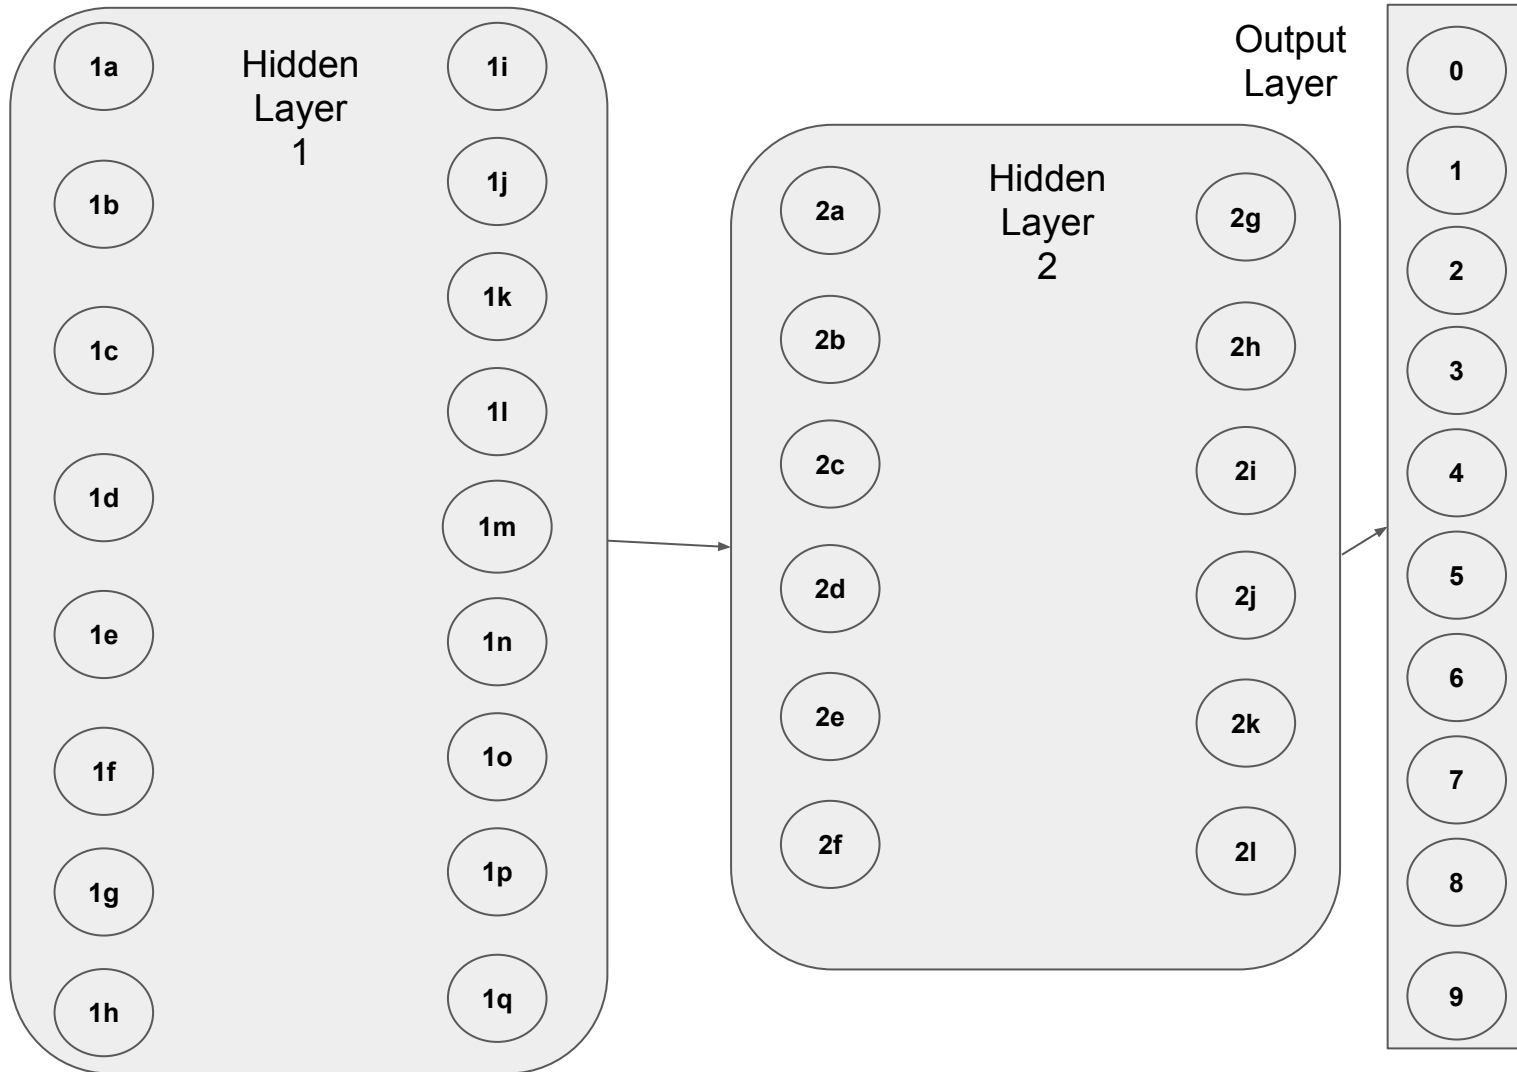 Hidden
Layer
1
1a
1b
1c
1d
1e
1f
1g
1h
1i
1j
1k
1l
1m
1n
1o
1p
1q
Hidden
Layer
2
2a
2b
2c
2d
2e
2f
2g
2h
2i
2j
2k
2l
Output
Layer
0
1
2
3
4
5
6
7
8
9